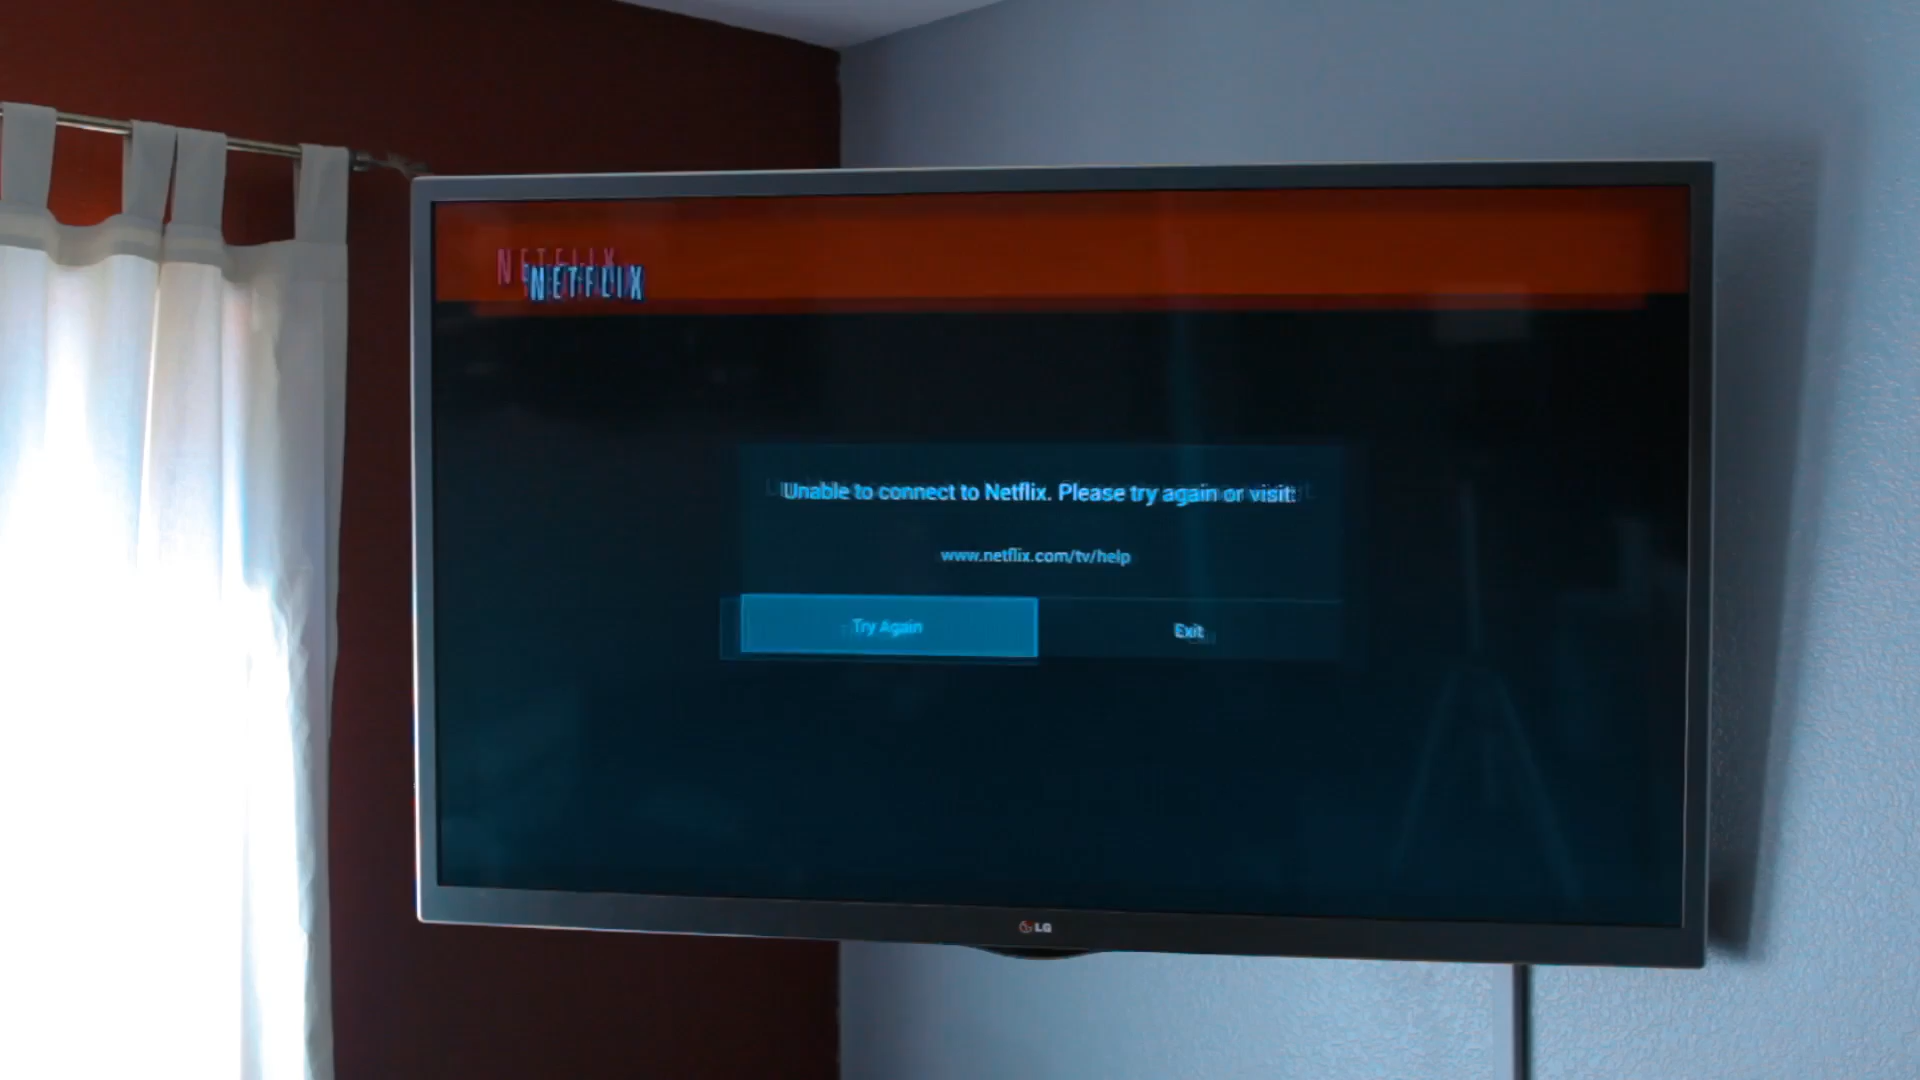 NETFLIX
NETFLIX
Unable to connect to Netflix. Please try again or visit:
www.netflix.com/tv/help
Try Again
Exit
LG